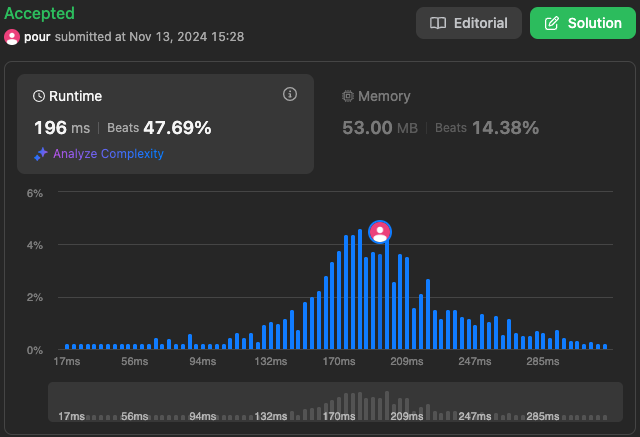 Accepted
pour submitted at Nov 13, 2024 15:28
Editorial
Solution
Runtime
196 ms | Beats 47.69%
Analyze Complexity
Memory
53.00 MB | Beats 14.38%
6%
4%
2%
0%
17ms 56ms 94ms 132ms 170ms 209ms 247ms 285ms
17ms 56ms 94ms 132ms 170ms 209ms 247ms 285ms